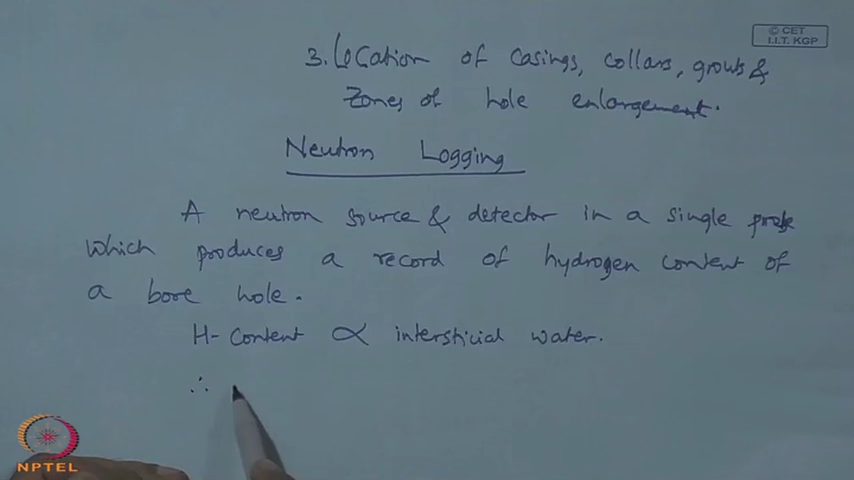 © CET
I.I.T. KGP
3. Location of casings, collars, grouts &
Zones of hole enlargement.
Neutron Logging
A neutron source & detector in a single probe
which produces a record of hydrogen content of
a bore hole.
H-Content ∝ intersticial water.
∴
NPTEL